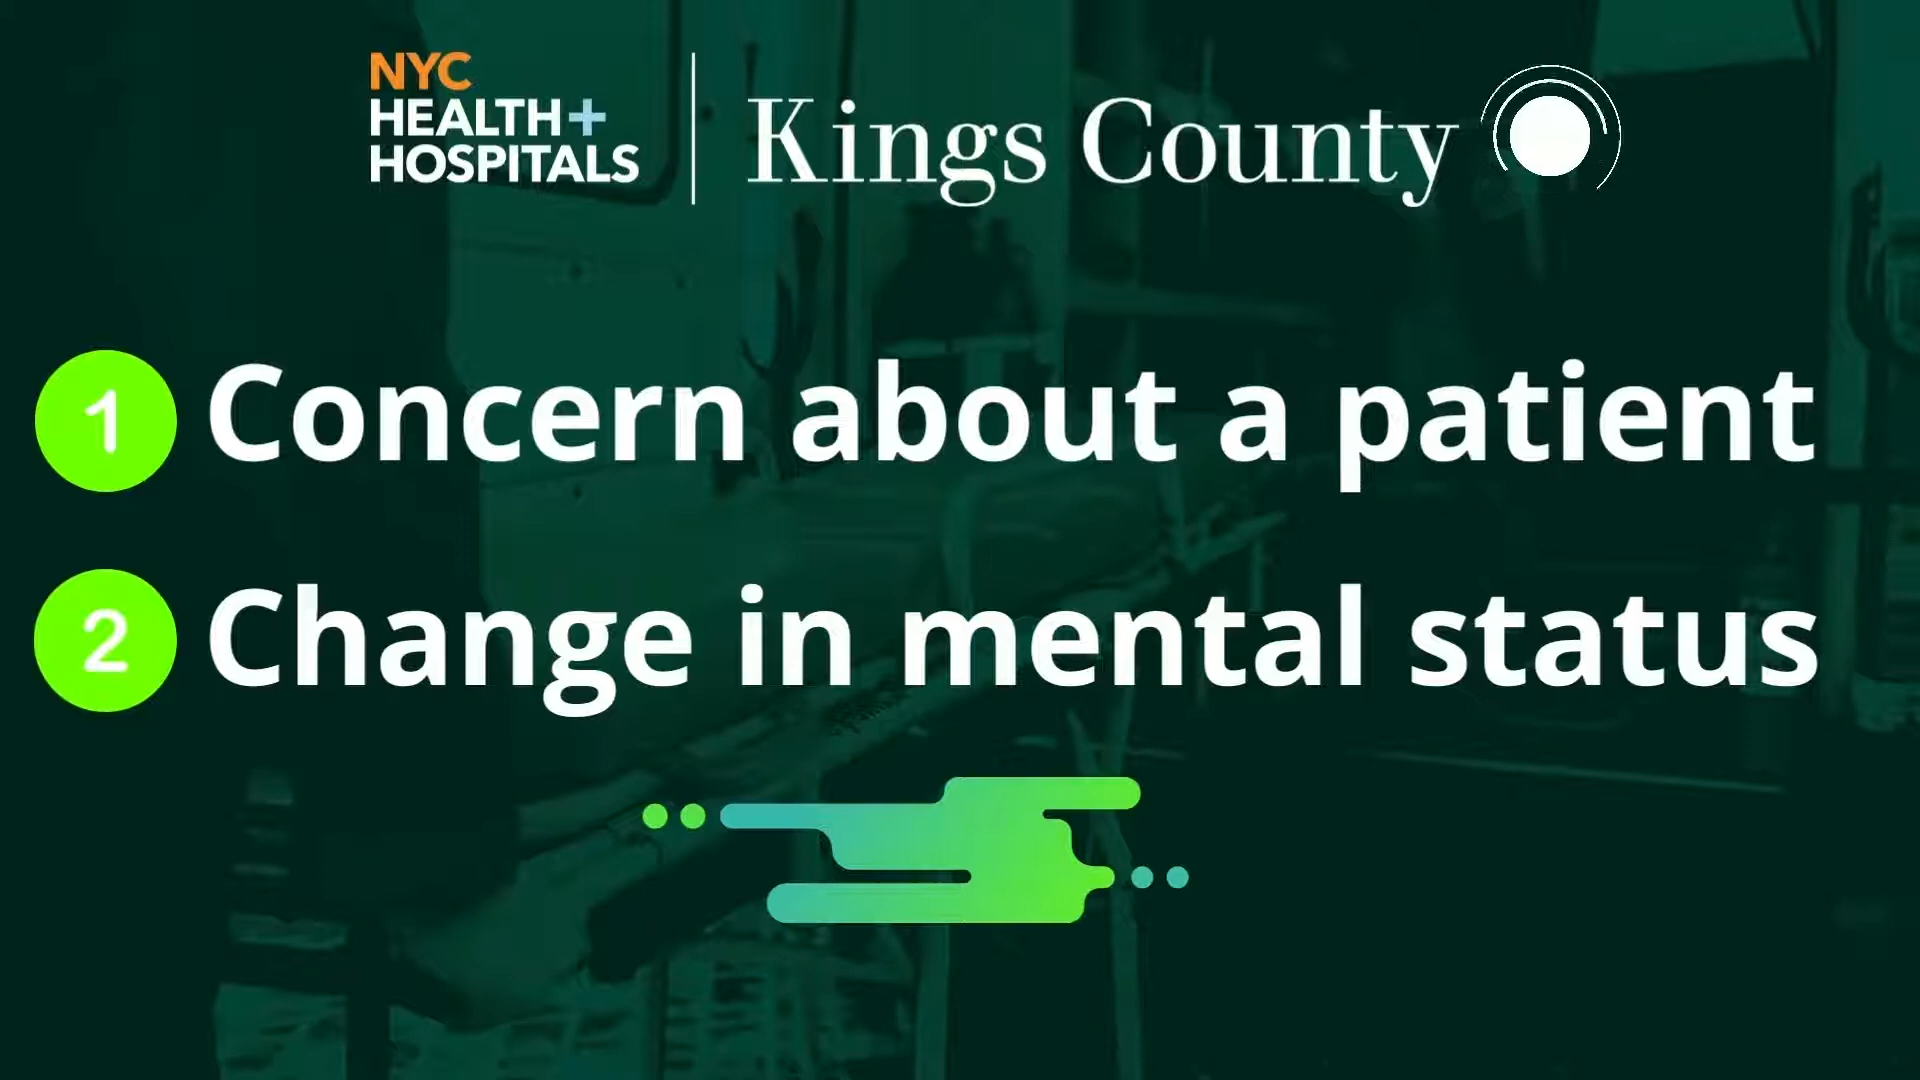 NYC
HEALTH+
HOSPITALS
Kings County
1 Concern about a patient
2 Change in mental status